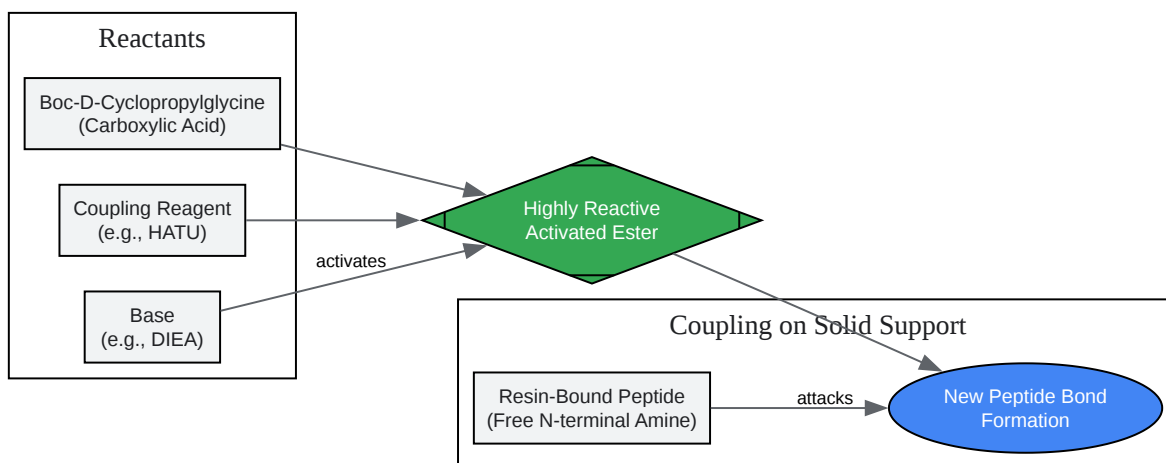 Reactants
Boc-D-Cyclopropylglycine
(Carboxylic Acid)
Coupling Reagent
(e.g., HATU)
Base
(e.g., DIEA)
activates
Highly Reactive
Activated Ester
Coupling on Solid Support
Resin-Bound Peptide
(Free N-terminal Amine)
attacks
New Peptide Bond
Formation